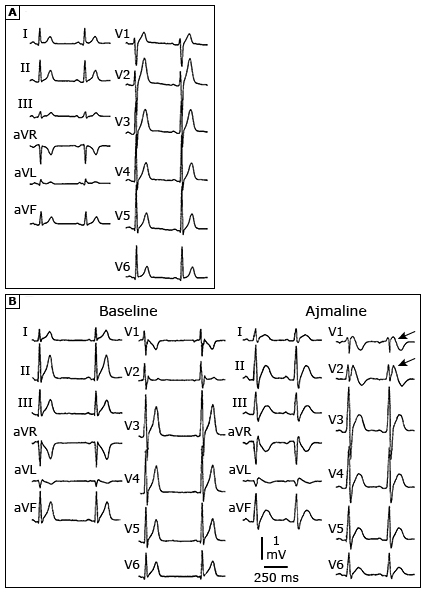 A
I
II
III
aVR
aVL
aVF
V1
V2
V3
V4
V5
V6
B
Baseline
I
II
III
aVR
aVL
aVF
V1
V2
V3
V4
V5
V6
Ajmaline
I
II
III
aVR
aVL
aVF
1
mV
250 ms
V1
V2
V3
V4
V5
V6